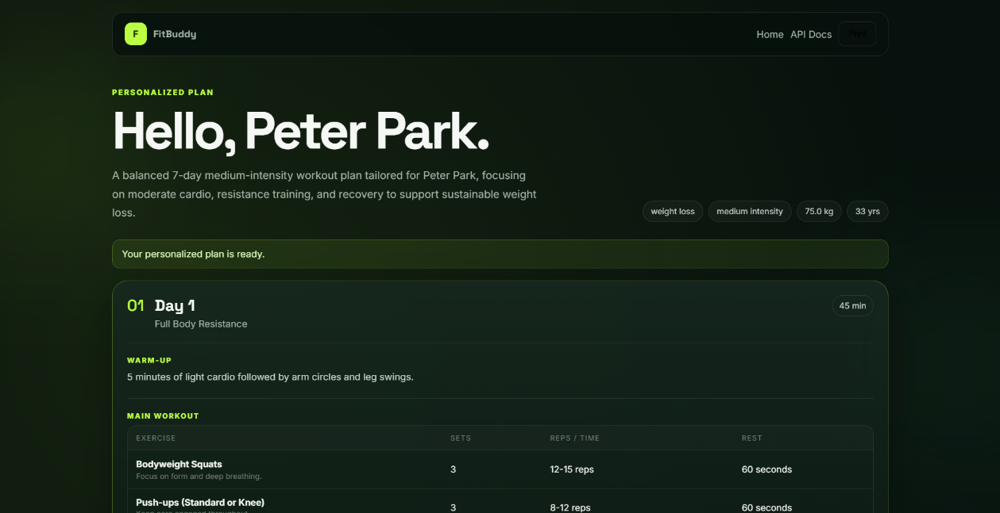 F FitBuddy Home API Docs Print
PERSONALIZED PLAN
Hello, Peter Park.
A balanced 7-day medium-intensity workout plan tailored for Peter Park, focusing
on moderate cardio, resistance training, and recovery to support sustainable weight
loss.
weight loss medium intensity 75.0 kg 33 yrs
Your personalized plan is ready.
01 Day 1 45 min
Full Body Resistance
WARM-UP
5 minutes of light cardio followed by arm circles and leg swings.
MAIN WORKOUT
EXERCISE SETS REPS / TIME REST
Bodyweight Squats 3 12-15 reps 60 seconds
Focus on form and deep breathing.
Push-ups (Standard or Knee) 3 8-12 reps 60 seconds